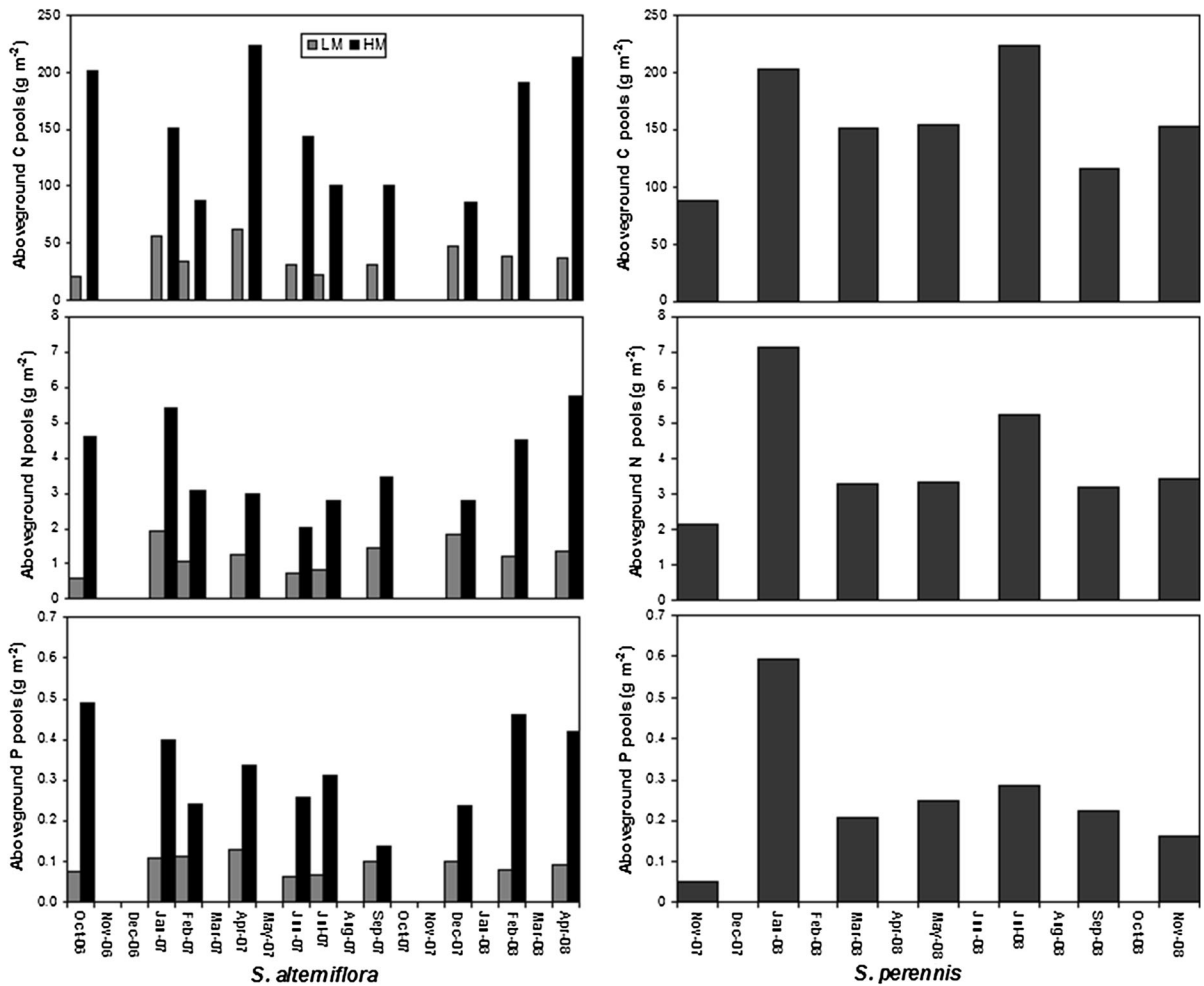 Aboveground C pools (g m-2)
250
200
150
100
50
0
LM HM
Aboveground C pools (g m-2)
250
200
150
100
50
0
Aboveground N pools (g m-2)
8
7
6
5
4
3
2
1
0
Aboveground N pools (g m-2)
8
7
6
5
4
3
2
1
0
Aboveground P pools (g m-2)
0.7
0.6
0.5
0.4
0.3
0.2
0.1
0.0
Oct-06
Nov-06
Dec-06
Jan-07
Feb-07
Mar-07
Apr-07
May-07
Jun-07
Jul-07
Aug-07
Sep-07
Oct-07
Nov-07
Dec-07
Jan-08
Feb-08
Mar-08
Apr-08
S. alterniflora
Aboveground P pools (g m-2)
0.7
0.6
0.5
0.4
0.3
0.2
0.1
0
Nov-07
Dec-07
Jan-08
Feb-08
Mar-08
Apr-08
May-08
Jun-08
Jul-08
Aug-08
Sep-08
Oct-08
Nov-08
S. perennis